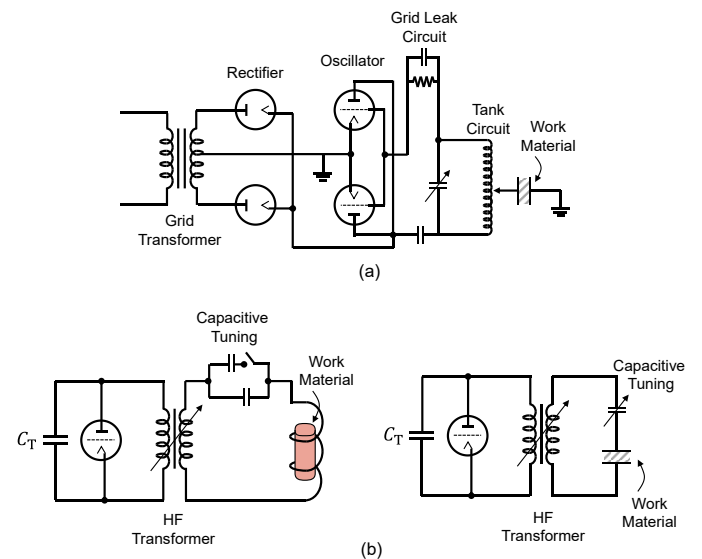 Grid Leak
Circuit
Oscillator
Rectifier
Tank
Circuit
Work
Material
Grid
Transformer
(a)
Capacitive
Tuning
Work
Material
C_T
HF
Transformer
Capacitive
Tuning
C_T
HF
Transformer
Work
Material
(b)